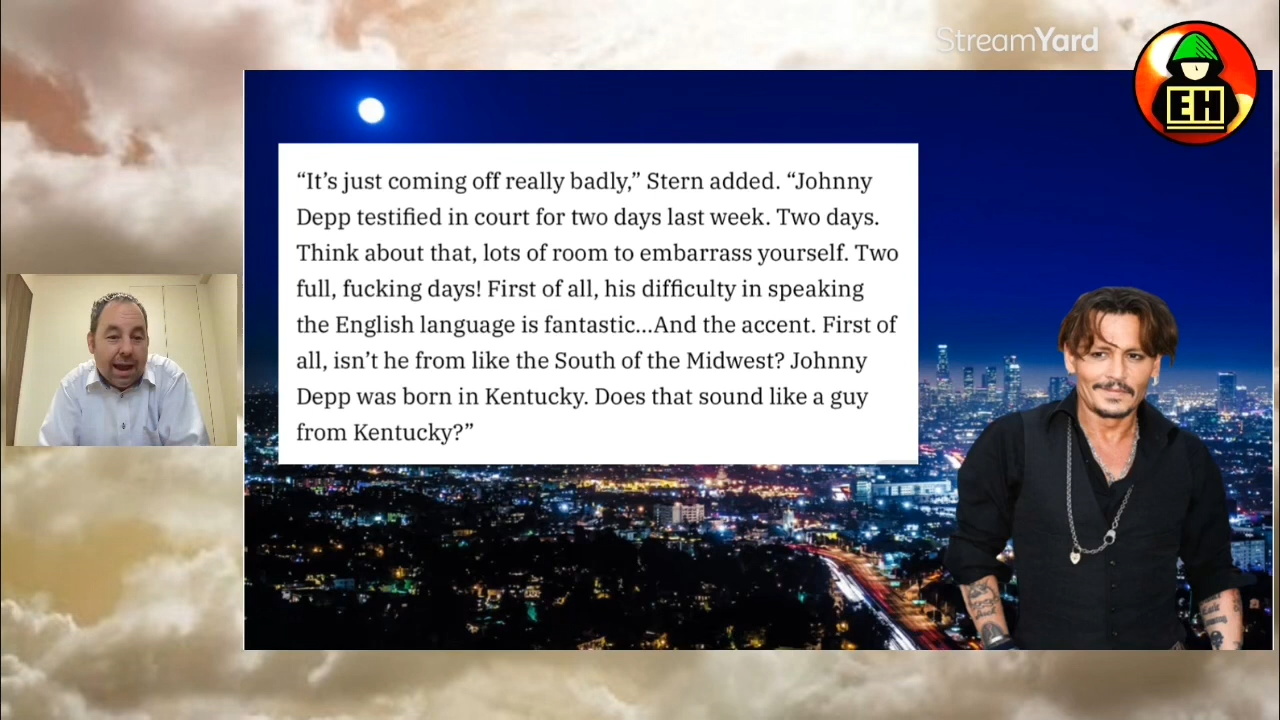 StreamYard
EH
“It’s just coming off really badly,” Stern added. “Johnny
Depp testified in court for two days last week. Two days.
Think about that, lots of room to embarrass yourself. Two
full, fucking days! First of all, his difficulty in speaking
the English language is fantastic...And the accent. First of
all, isn’t he from like the South of the Midwest? Johnny
Depp was born in Kentucky. Does that sound like a guy
from Kentucky?”